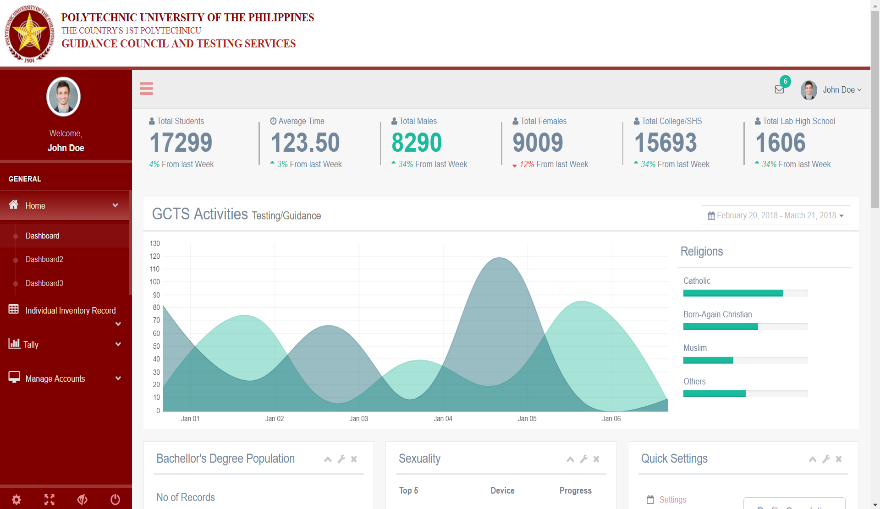 POLYTECHNIC UNIVERSITY OF THE PHILIPPINES
THE COUNTRY'S 1ST POLYTECHNICU
GUIDANCE COUNCIL AND TESTING SERVICES
1904
Welcome,
John Doe
GENERAL
Home
Dashboard
Dashboard2
Dashboard3
Individual Inventory Record
Tally
Manage Accounts
6
John Doe
Total Students
17299
4% From last Week
Average Time
123.50
3% From last Week
Total Males
8290
34% From last Week
Total Females
9009
12% From last Week
Total College/SHS
15693
34% From last Week
Total Lab High School
1606
34% From last Week
GCTS Activities Testing/Guidance
February 20, 2018 - March 21, 2018
130
120
110
100
90
80
70
60
50
40
30
20
10
0
Jan 01
Jan 02
Jan 03
Jan 04
Jan 05
Jan 06
Religions
Catholic
Born-Again Christian
Muslim
Others
Bachellor's Degree Population
No of Records
Sexuality
Top 5 Device Progress
Quick Settings
Settings